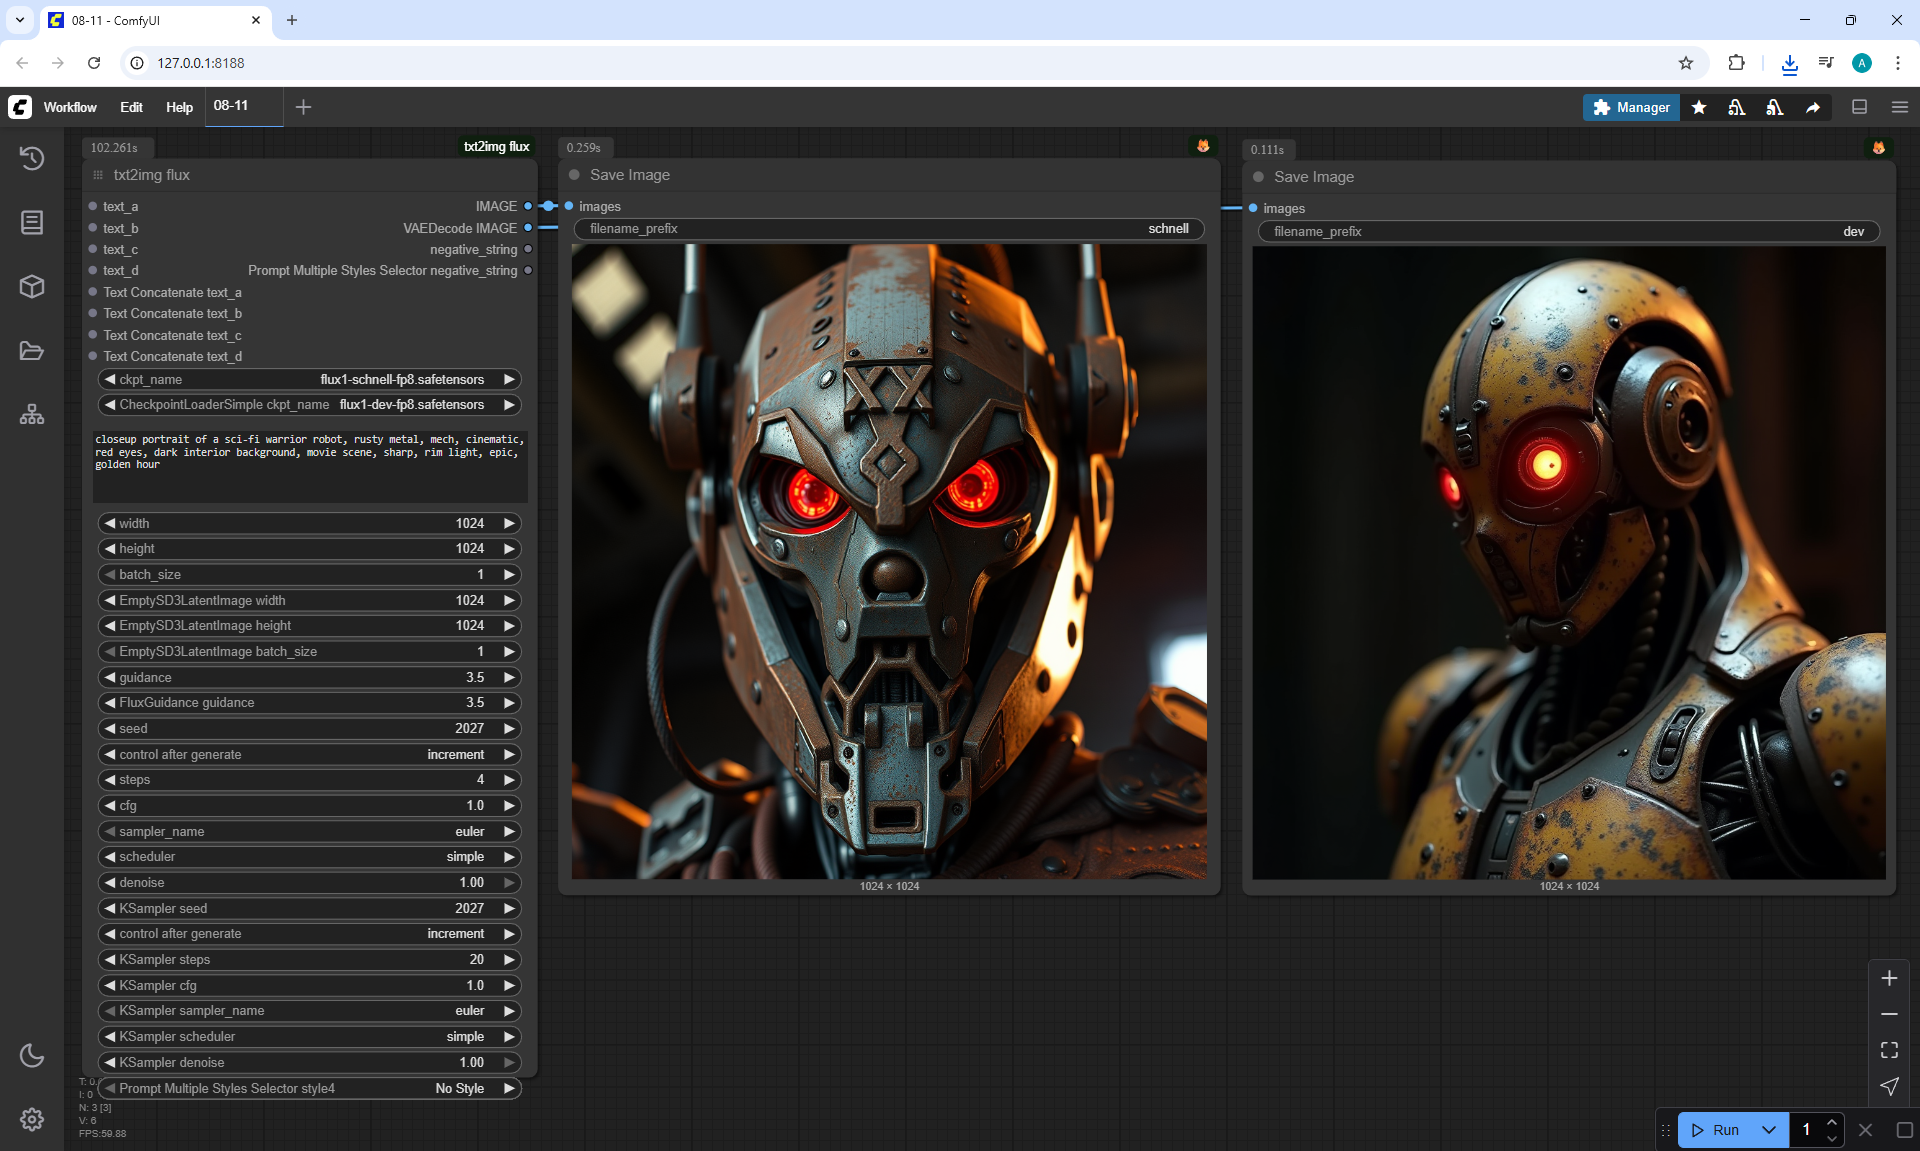 08-11 - ComfyUI
127.0.0.1:8188
A
Workflow Edit Help 08-11
Manager
102.261s
txt2img flux
txt2img flux
text_a
IMAGE
text_b
VAEDecode IMAGE
text_c
negative_string
text_d
Prompt Multiple Styles Selector negative_string
Text Concatenate text_a
Text Concatenate text_b
Text Concatenate text_c
Text Concatenate text_d
ckpt_name flux1-schnell-fp8.safetensors
CheckpointLoaderSimple ckpt_name flux1-dev-fp8.safetensors
closeup portrait of a sci-fi warrior robot, rusty metal, mech, cinematic,
red eyes, dark interior background, movie scene, sharp, rim light, epic,
golden hour
width 1024
height 1024
batch_size 1
EmptySD3LatentImage width 1024
EmptySD3LatentImage height 1024
EmptySD3LatentImage batch_size 1
guidance 3.5
FluxGuidance guidance 3.5
seed 2027
control after generate increment
steps 4
cfg 1.0
sampler_name euler
scheduler simple
denoise 1.00
KSampler seed 2027
control after generate increment
KSampler steps 20
KSampler cfg 1.0
KSampler sampler_name euler
KSampler scheduler simple
KSampler denoise 1.00
Prompt Multiple Styles Selector style4 No Style
I: 0
N: 3 [3]
V: 6
FPS:59.88
0.259s
Save Image
images
filename_prefix schnell
1024 × 1024
0.111s
Save Image
images
filename_prefix dev
1024 × 1024
Run 1